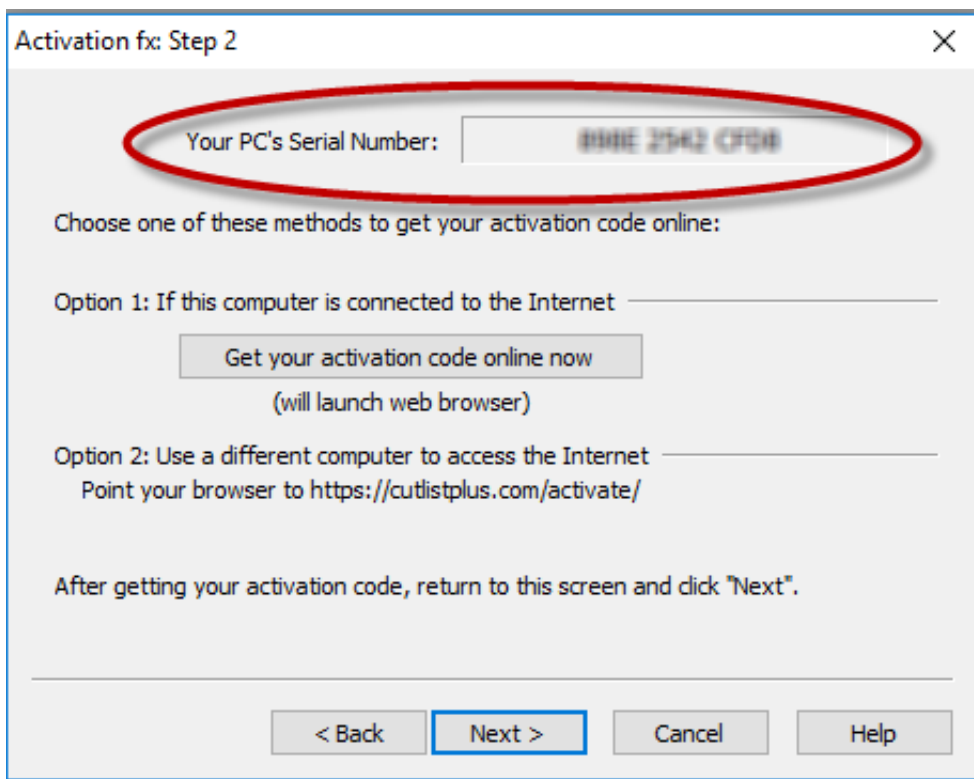 Activation fx: Step 2
Your PC's Serial Number:
Choose one of these methods to get your activation code online:
Option 1: If this computer is connected to the Internet
Get your activation code online now
(will launch web browser)
Option 2: Use a different computer to access the Internet
Point your browser to https://cutlistplus.com/activate/
After getting your activation code, return to this screen and click "Next".
< Back Next > Cancel Help